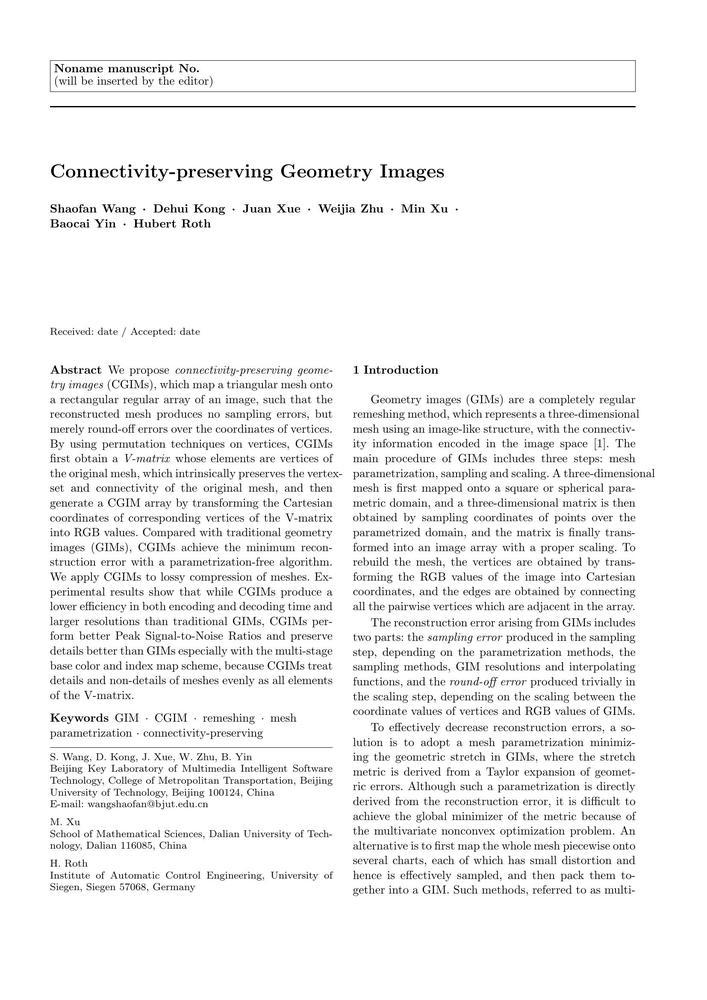 Noname manuscript No.
(will be inserted by the editor)
Connectivity-preserving Geometry Images
Shaofan Wang · Dehui Kong · Juan Xue · Weijia Zhu · Min Xu ·
Baocai Yin · Hubert Roth
Received: date / Accepted: date
Abstract We propose connectivity-preserving geome-
try images (CGIMs), which map a triangular mesh onto
a rectangular regular array of an image, such that the
reconstructed mesh produces no sampling errors, but
merely round-off errors over the coordinates of vertices.
By using permutation techniques on vertices, CGIMs
first obtain a V-matrix whose elements are vertices of
the original mesh, which intrinsically preserves the vertex-
set and connectivity of the original mesh, and then
generate a CGIM array by transforming the Cartesian
coordinates of corresponding vertices of the V-matrix
into RGB values. Compared with traditional geometry
images (GIMs), CGIMs achieve the minimum recon-
struction error with a parametrization-free algorithm.
We apply CGIMs to lossy compression of meshes. Ex-
perimental results show that while CGIMs produce a
lower efficiency in both encoding and decoding time and
larger resolutions than traditional GIMs, CGIMs per-
form better Peak Signal-to-Noise Ratios and preserve
details better than GIMs especially with the multi-stage
base color and index map scheme, because CGIMs treat
details and non-details of meshes evenly as all elements
of the V-matrix.
Keywords GIM · CGIM · remeshing · mesh
parametrization · connectivity-preserving
S. Wang, D. Kong, J. Xue, W. Zhu, B. Yin
Beijing Key Laboratory of Multimedia Intelligent Software
Technology, College of Metropolitan Transportation, Beijing
University of Technology, Beijing 100124, China
E-mail: wangshaofan@bjut.edu.cn
M. Xu
School of Mathematical Sciences, Dalian University of Tech-
nology, Dalian 116085, China
H. Roth
Institute of Automatic Control Engineering, University of
Siegen, Siegen 57068, Germany
1 Introduction
Geometry images (GIMs) are a completely regular
remeshing method, which represents a three-dimensional
mesh using an image-like structure, with the connectiv-
ity information encoded in the image space [1]. The
main procedure of GIMs includes three steps: mesh
parametrization, sampling and scaling. A three-dimensional
mesh is first mapped onto a square or spherical para-
metric domain, and a three-dimensional matrix is then
obtained by sampling coordinates of points over the
parametrized domain, and the matrix is finally trans-
formed into an image array with a proper scaling. To
rebuild the mesh, the vertices are obtained by trans-
forming the RGB values of the image into Cartesian
coordinates, and the edges are obtained by connecting
all the pairwise vertices which are adjacent in the array.
The reconstruction error arising from GIMs includes
two parts: the sampling error produced in the sampling
step, depending on the parametrization methods, the
sampling methods, GIM resolutions and interpolating
functions, and the round-off error produced trivially in
the scaling step, depending on the scaling between the
coordinate values of vertices and RGB values of GIMs.
To effectively decrease reconstruction errors, a so-
lution is to adopt a mesh parametrization minimiz-
ing the geometric stretch in GIMs, where the stretch
metric is derived from a Taylor expansion of geomet-
ric errors. Although such a parametrization is directly
derived from the reconstruction error, it is difficult to
achieve the global minimizer of the metric because of
the multivariate nonconvex optimization problem. An
alternative is to first map the whole mesh piecewise onto
several charts, each of which has small distortion and
hence is effectively sampled, and then pack them to-
gether into a GIM. Such methods, referred to as multi-